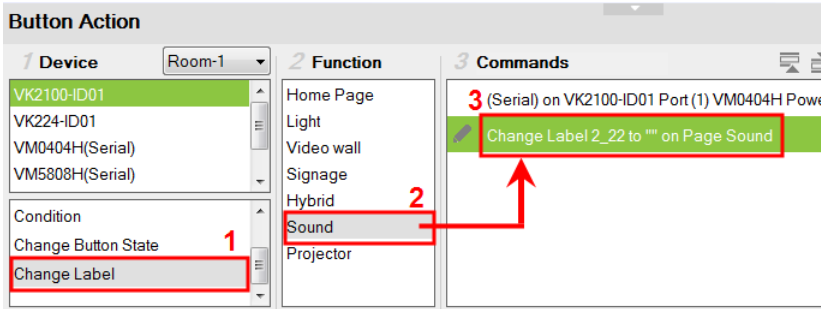 Button Action
1 Device
Room-1
VK2100-ID01
VK224-ID01
VM0404H(Serial)
VM5808H(Serial)
Condition
Change Button State
1
Change Label
2 Function
Home Page
Light
Video wall
Signage
Hybrid
2
Sound
Projector
3 Commands
3 (Serial) on VK2100-ID01 Port (1) VM0404H Powe
Change Label 2_22 to "" on Page Sound